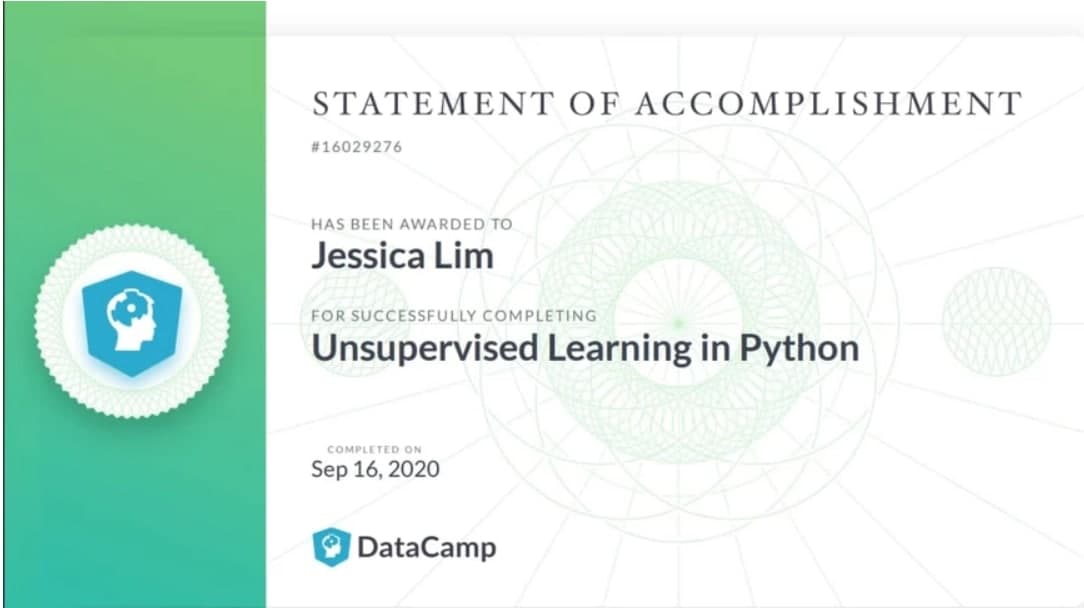 STATEMENT OF ACCOMPLISHMENT
#16029276
HAS BEEN AWARDED TO
Jessica Lim
FOR SUCCESSFULLY COMPLETING
Unsupervised Learning in Python
COMPLETED ON
Sep 16, 2020
DataCamp